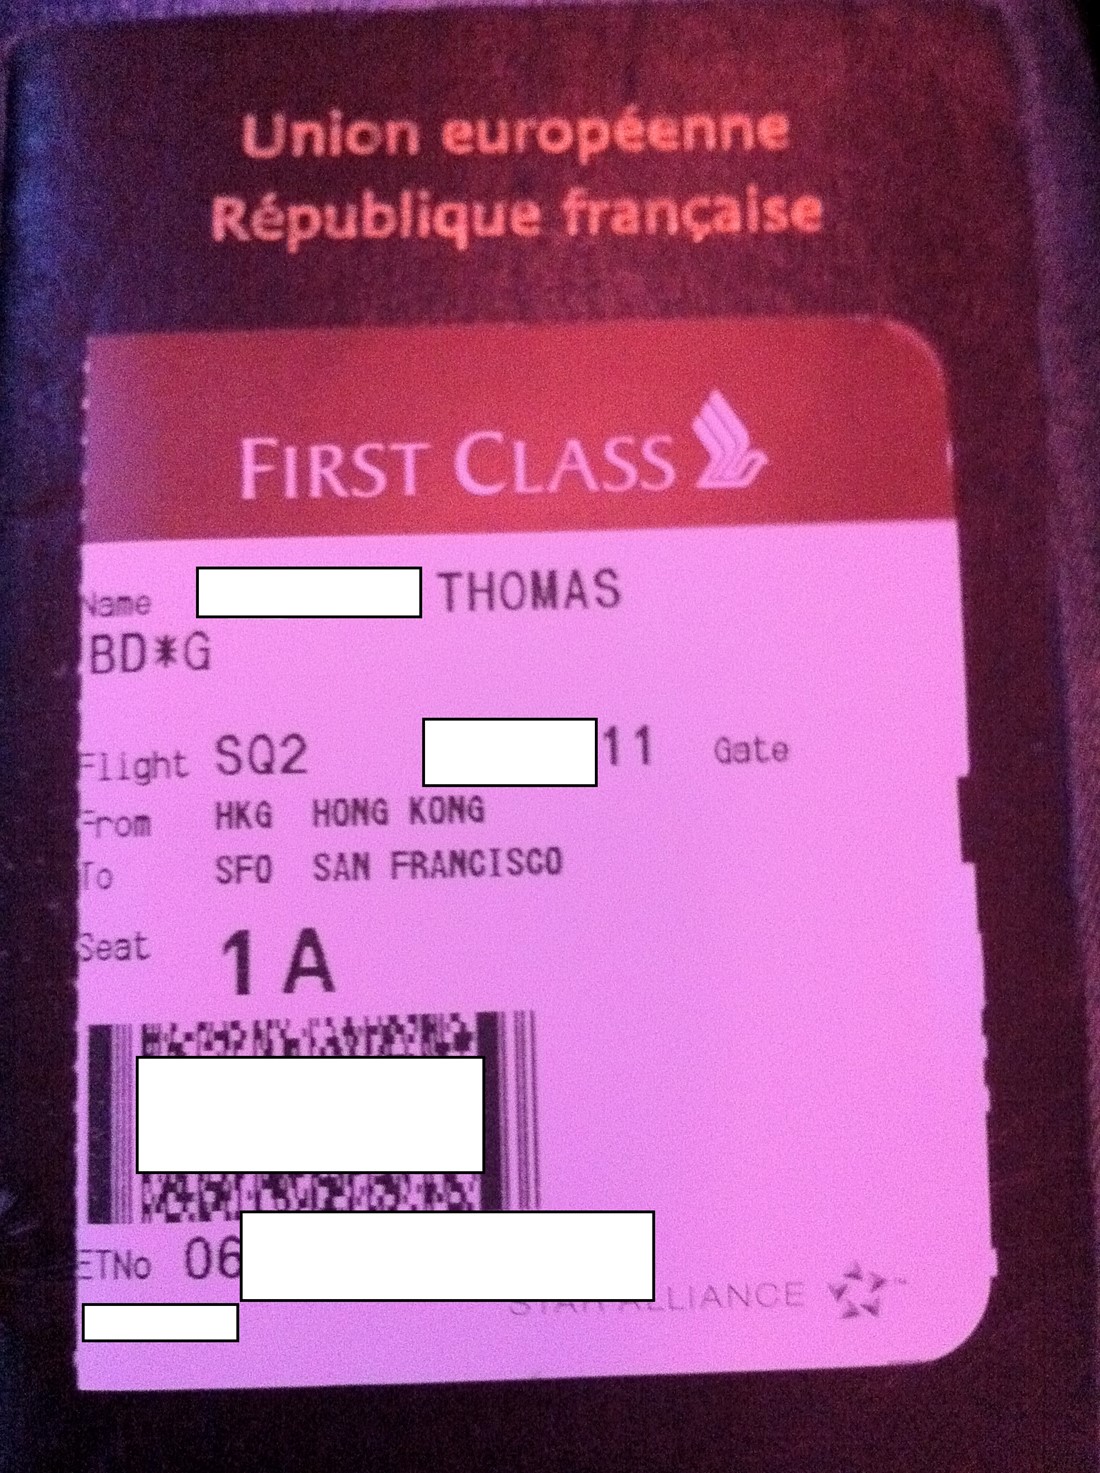 Union européenne
République française
FIRST CLASS
Name THOMAS
BD*G
Flight SQ2 11 Gate
From HKG HONG KONG
To SFO SAN FRANCISCO
Seat 1A
ETNo 06
STAR ALLIANCE